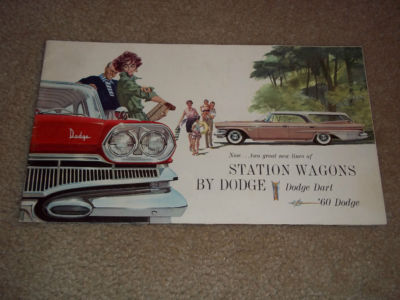 Dodge
Now...two great new lines of
STATION WAGONS
BY DODGE
Dodge Dart
'60 Dodge